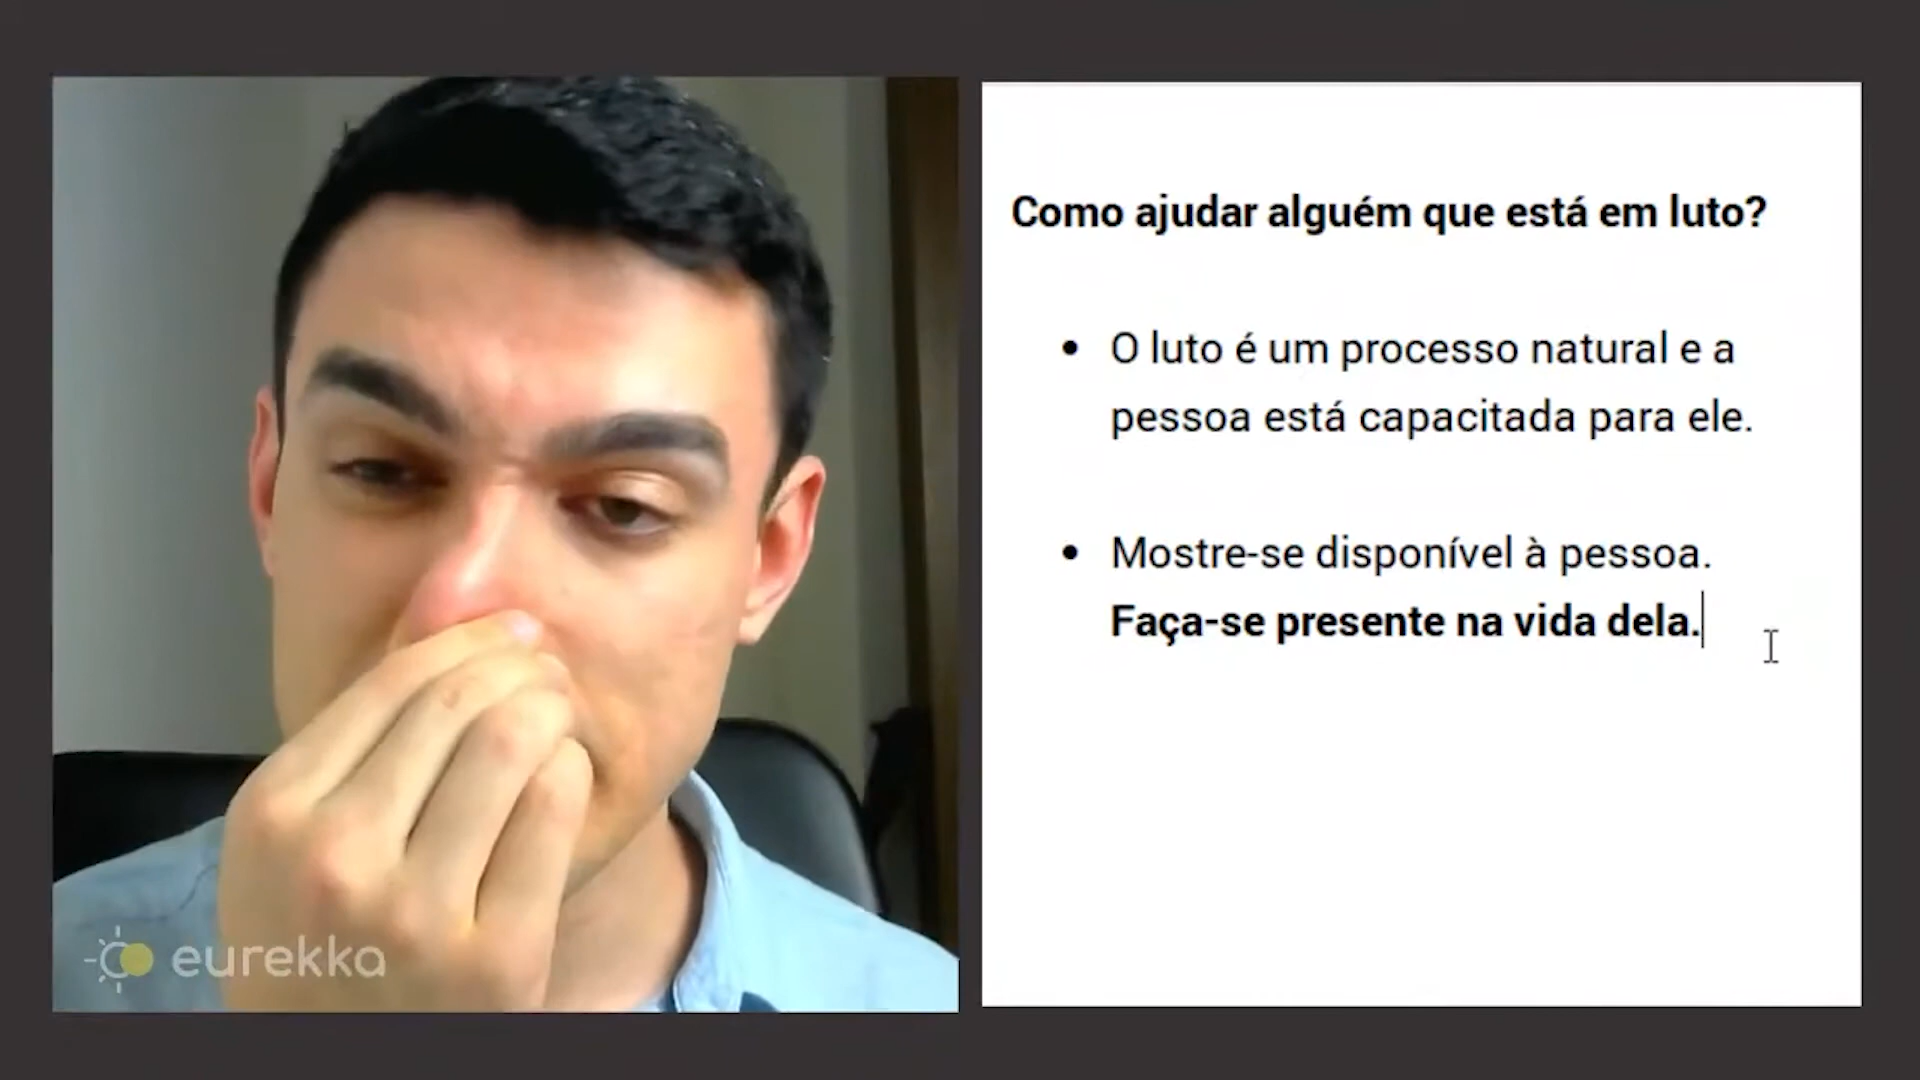 Como ajudar alguém que está em luto?
• O luto é um processo natural e a
pessoa está capacitada para ele.
• Mostre-se disponível à pessoa.
Faça-se presente na vida dela.
eurekka